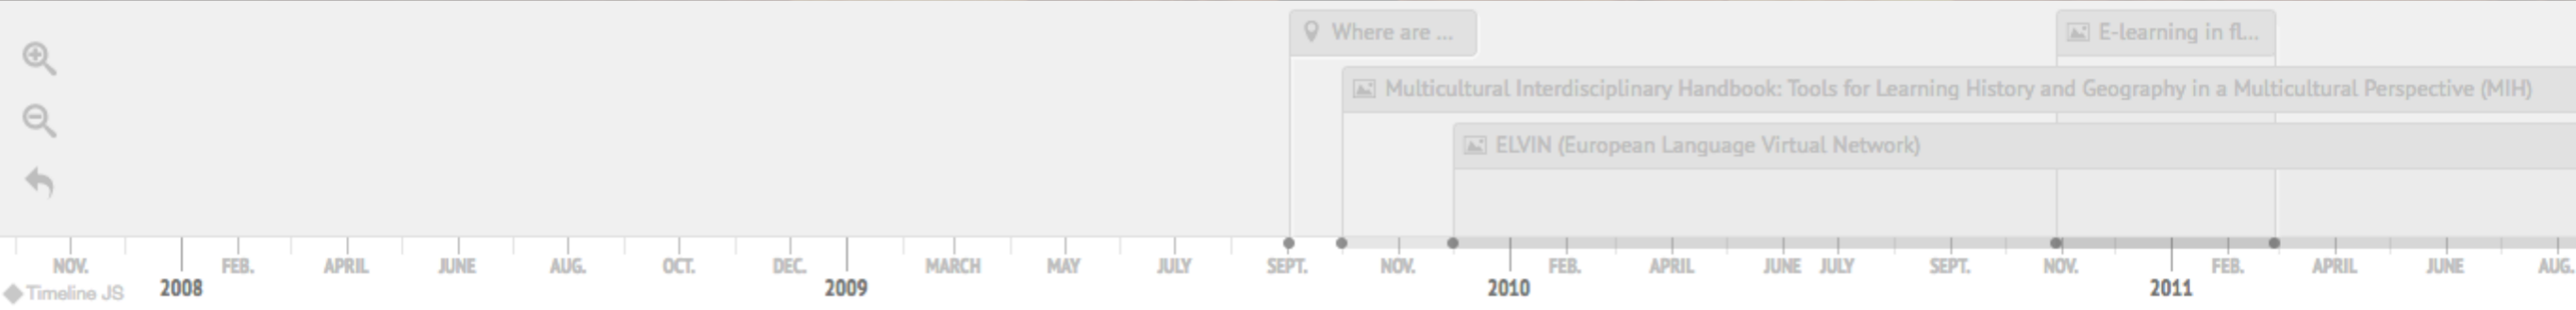 Where are ...
E-learning in fl...
Multicultural Interdisciplinary Handbook: Tools for Learning History and Geography in a Multicultural Perspective (MIH)
ELVIN (European Language Virtual Network)
NOV. FEB. APRIL JUNE AUG. OCT. DEC. MARCH MAY JULY SEPT. NOV. FEB. APRIL JUNE JULY SEPT. NOV. FEB. APRIL JUNE AUG.
Timeline JS 2008 2009 2010 2011